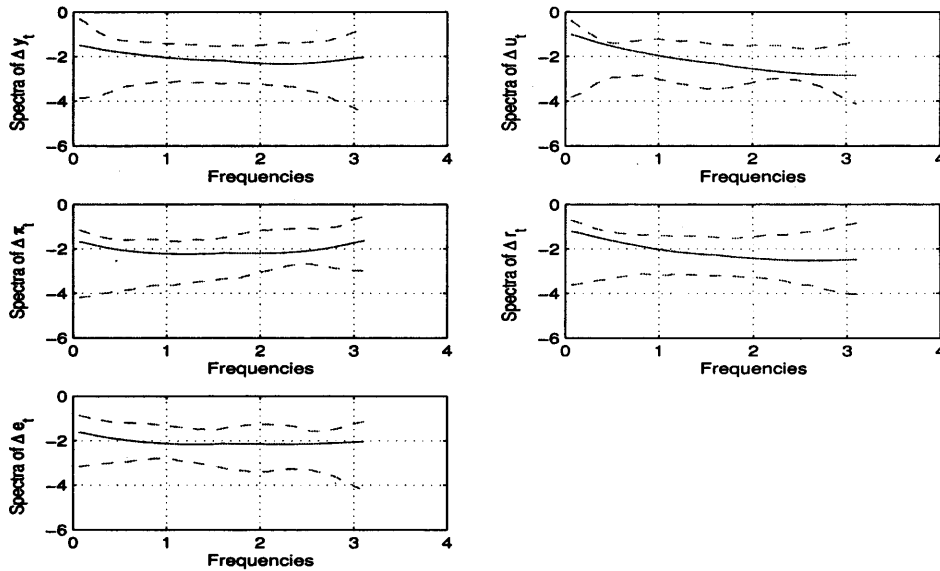 Spectra of Δ y_t
0
−2
−4
−6
0 1 2 3 4
Frequencies
Spectra of Δ u_t
0
−2
−4
−6
0 1 2 3 4
Frequencies
Spectra of Δ π_t
0
−2
−4
−6
0 1 2 3 4
Frequencies
Spectra of Δ r_t
0
−2
−4
−6
0 1 2 3 4
Frequencies
Spectra of Δ e_t
0
−2
−4
−6
0 1 2 3 4
Frequencies